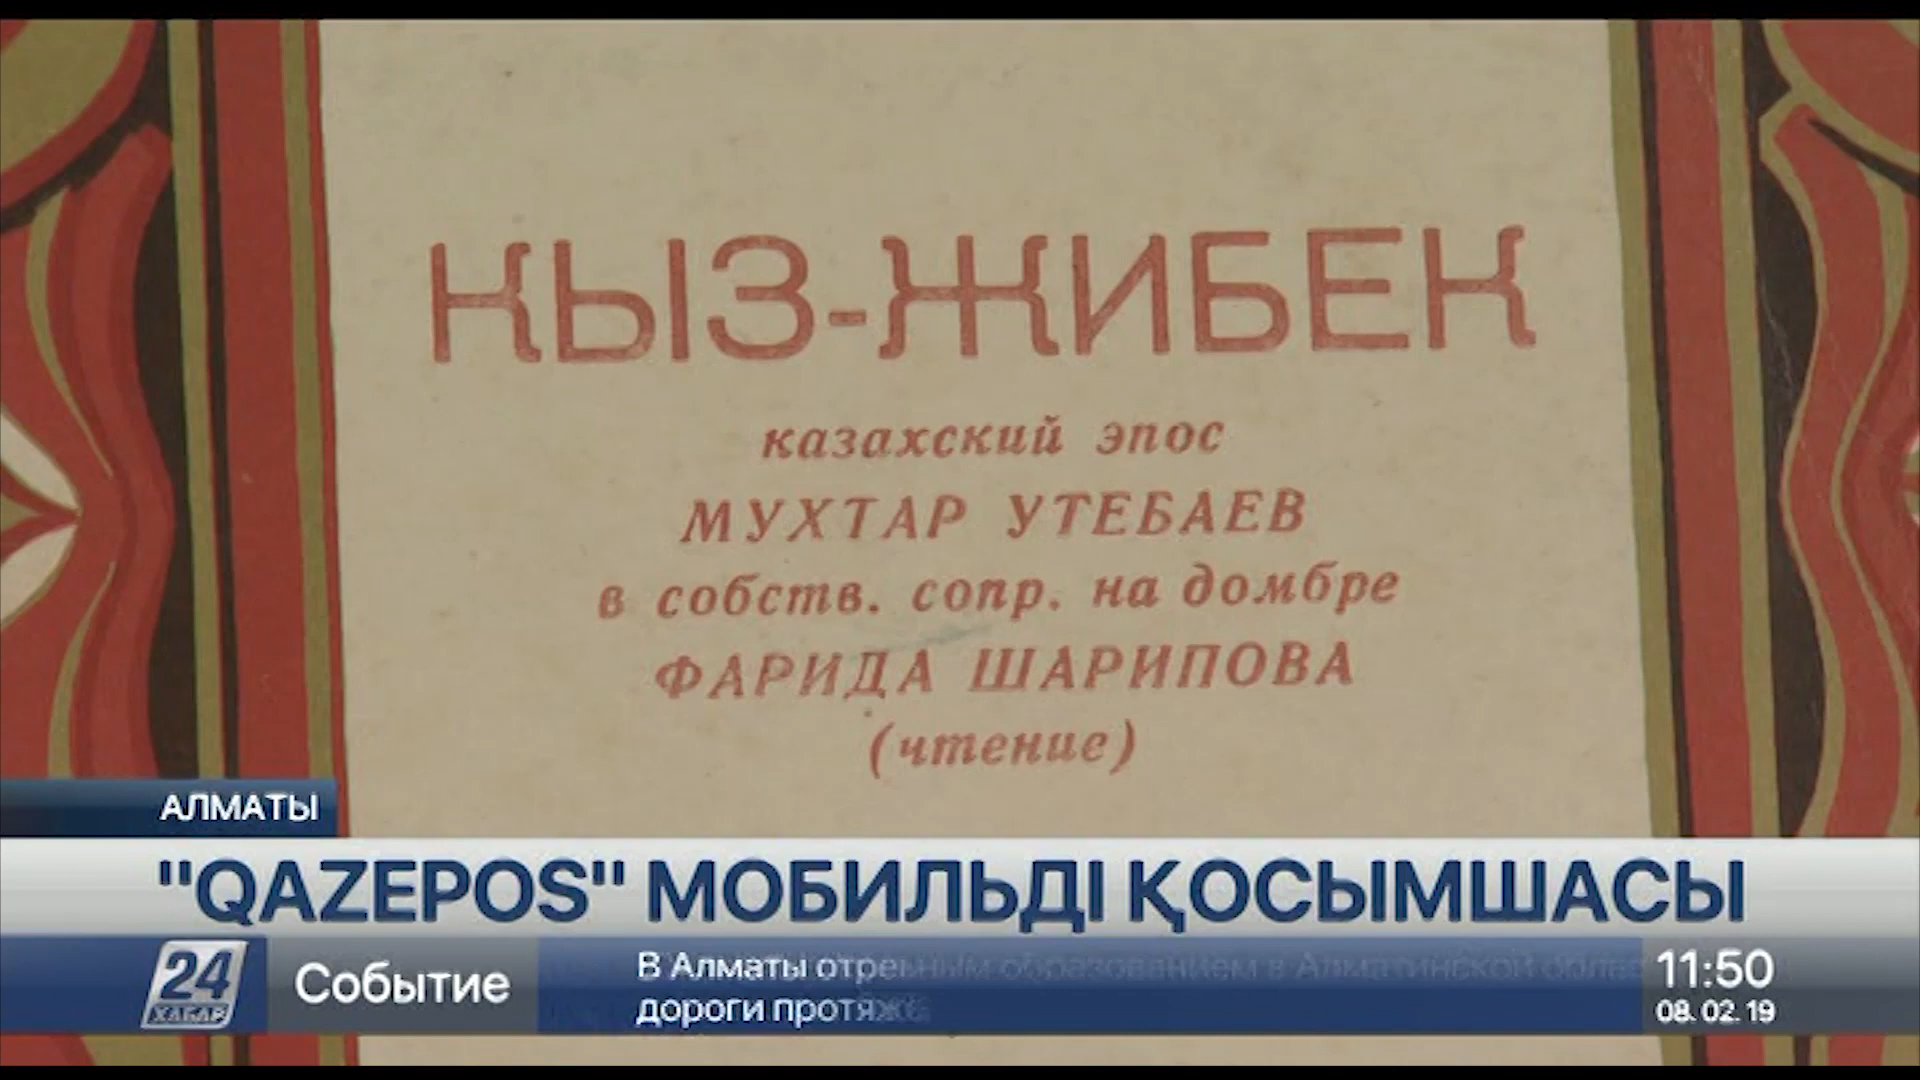 КЫЗ-ЖИБЕК
казахский эпос
МУХТАР УТЕБАЕВ
в собств. сопр. на домбре
ФАРИДА ШАРИПОВА
(чтение)
АЛМАТЫ
"QAZEPOS" МОБИЛЬДІ ҚОСЫМШАСЫ
24
ХАБАР
Событие
В Алматы
дороги
11:50
08.02.19